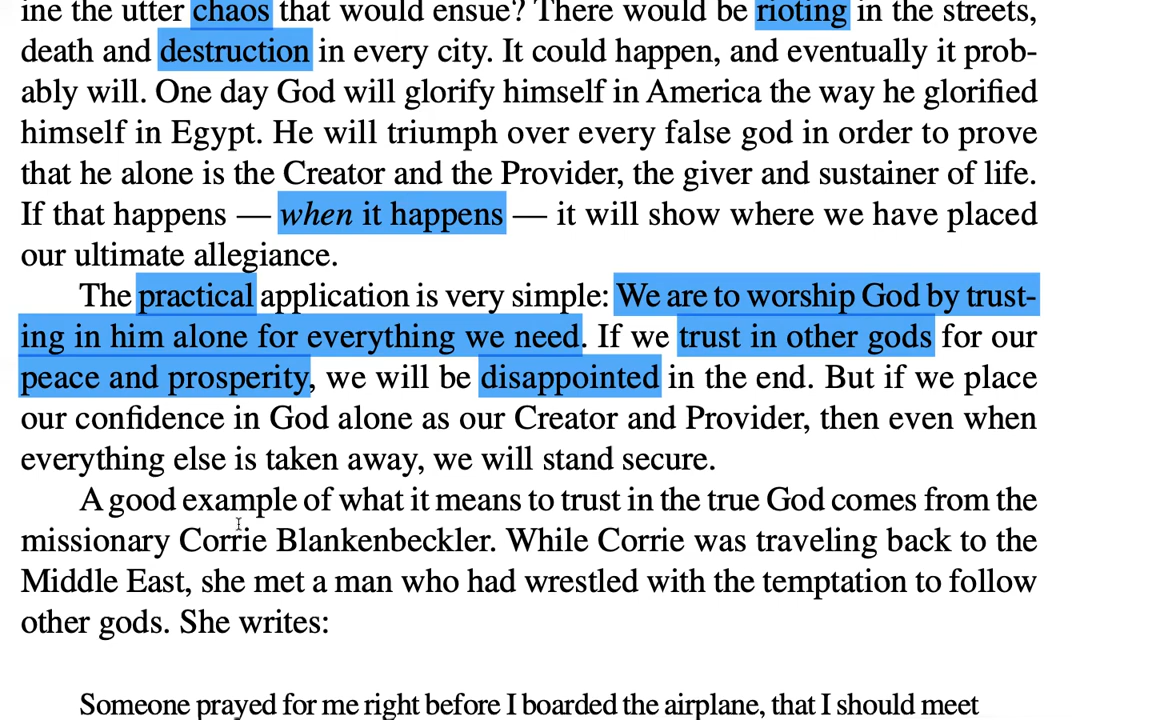 ine the utter chaos that would ensue? There would be rioting in the streets,
death and destruction in every city. It could happen, and eventually it prob-
ably will. One day God will glorify himself in America the way he glorified
himself in Egypt. He will triumph over every false god in order to prove
that he alone is the Creator and the Provider, the giver and sustainer of life.
If that happens — when it happens — it will show where we have placed
our ultimate allegiance.
The practical application is very simple: We are to worship God by trust-
ing in him alone for everything we need. If we trust in other gods for our
peace and prosperity, we will be disappointed in the end. But if we place
our confidence in God alone as our Creator and Provider, then even when
everything else is taken away, we will stand secure.
A good example of what it means to trust in the true God comes from the
missionary Corrie Blankenbeckler. While Corrie was traveling back to the
Middle East, she met a man who had wrestled with the temptation to follow
other gods. She writes:
Someone prayed for me right before I boarded the airplane, that I should meet